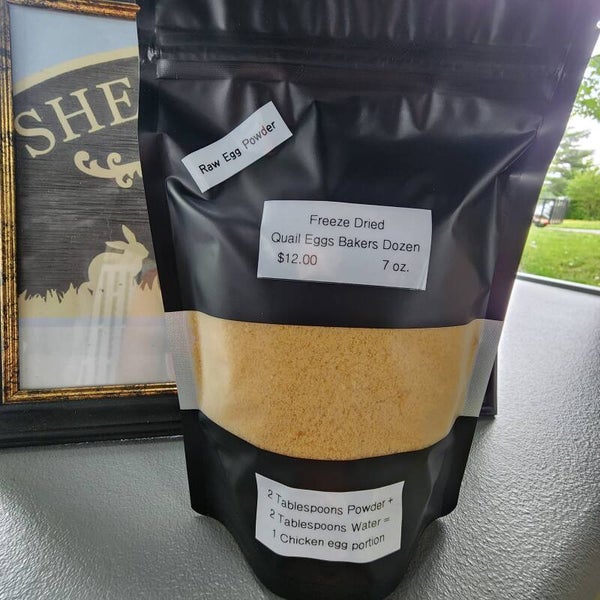 SHE
Raw Egg Powder
Freeze Dried
Quail Eggs Bakers Dozen
$12.00 7 oz.
2 Tablespoons Powder +
2 Tablespoons Water =
1 Chicken egg portion